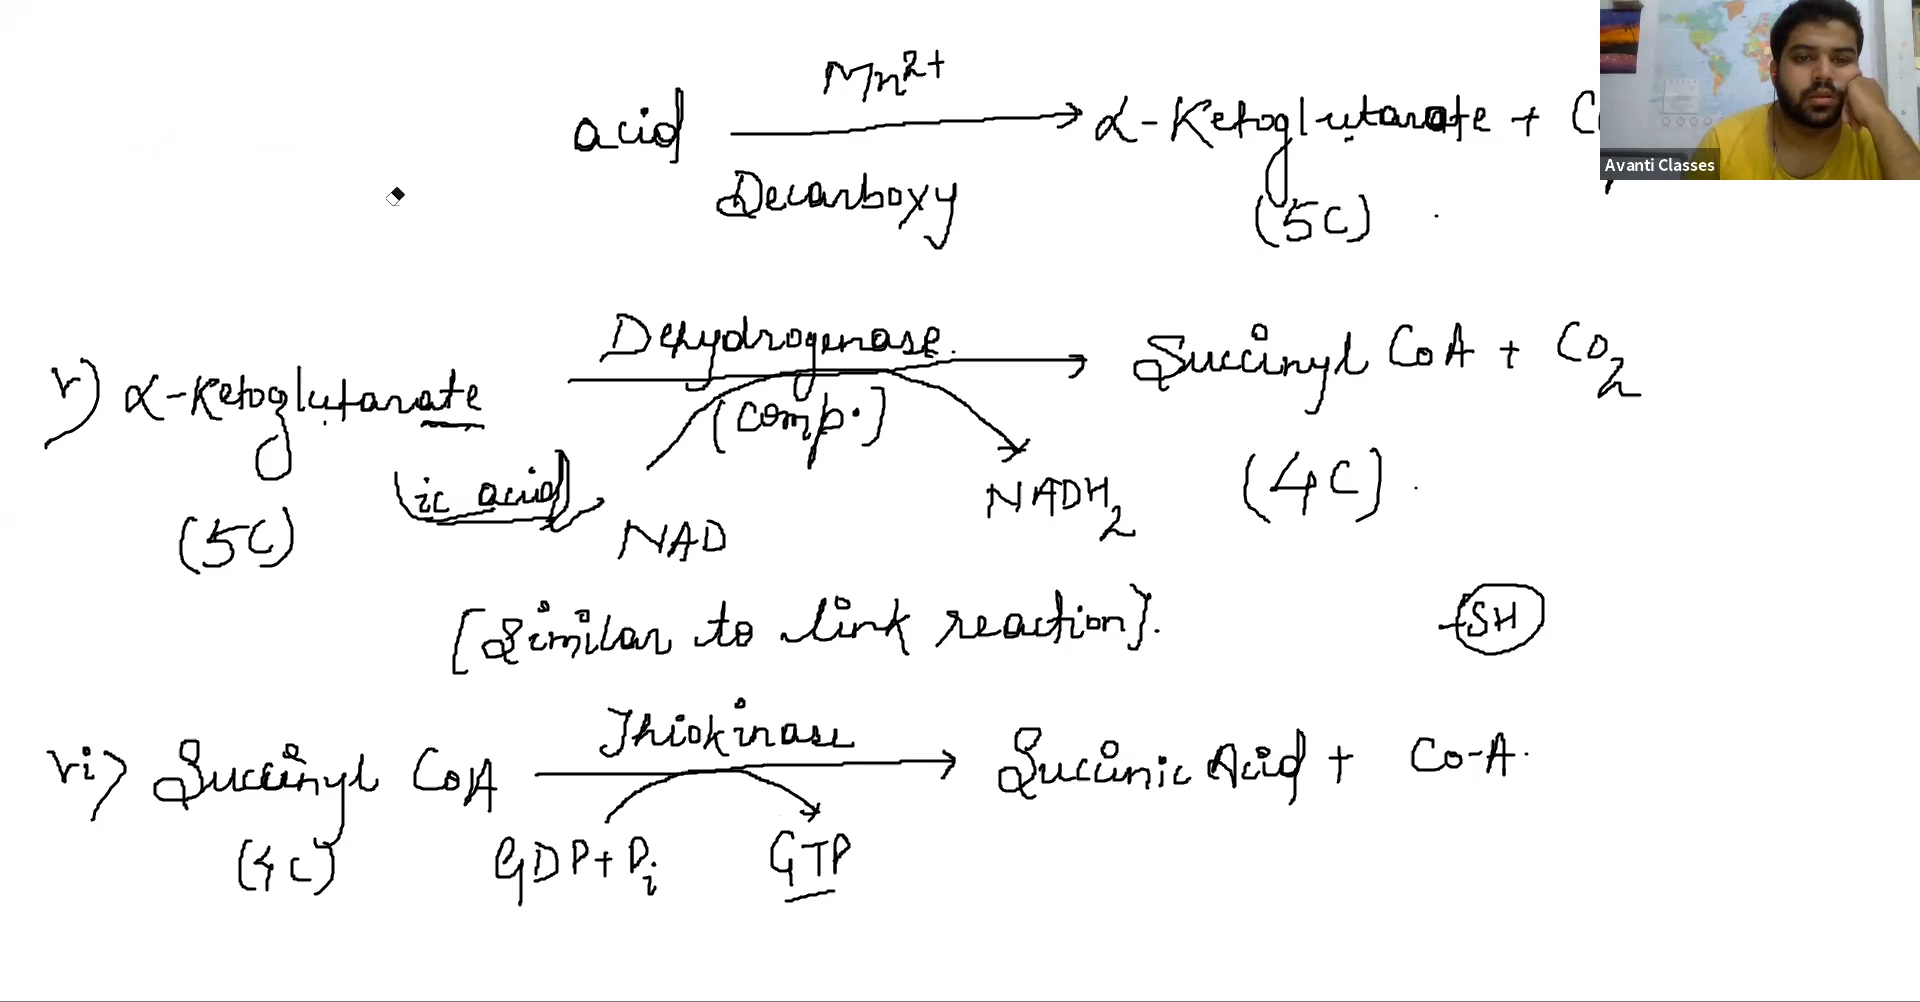 Mn²⁺
acid ⟶ α-Ketoglutarate + C
Decarboxy
(5C)
Avanti Classes
Dehydrogenase.
v) α-Ketoglutarate ⟶ Succinyl CoA + CO₂
(comp.)
(ic acid)
(5C) NAD NADH₂ (4C)
[Similar to link reaction]. -SH
Thiokinase
vi) Succinyl CoA ⟶ Succinic Acid + Co-A.
(4C) GDP + Pi GTP